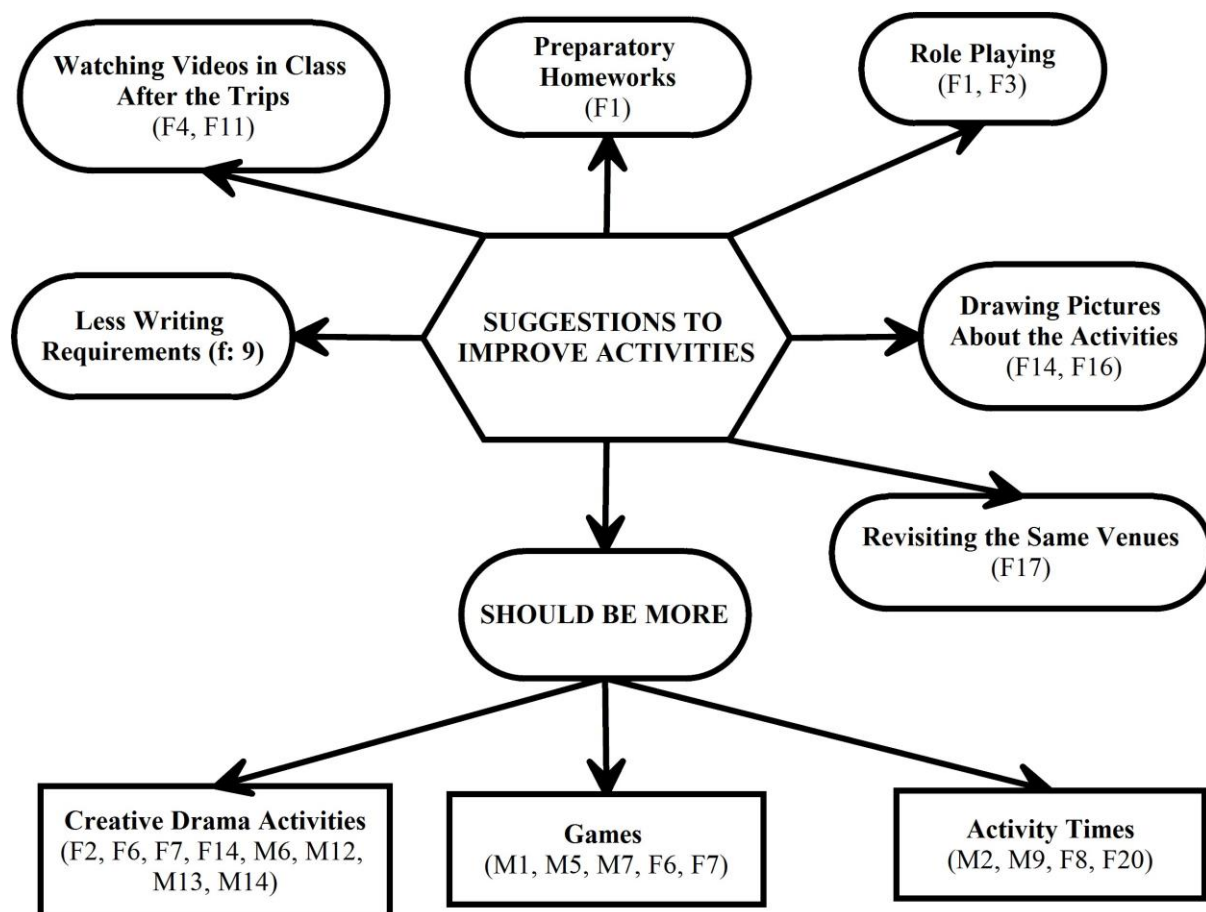 Watching Videos in Class
After the Trips
(F4, F11)
Preparatory
Homeworks
(F1)
Role Playing
(F1, F3)
Less Writing
Requirements (f: 9)
SUGGESTIONS TO
IMPROVE ACTIVITIES
Drawing Pictures
About the Activities
(F14, F16)
Revisiting the Same Venues
(F17)
SHOULD BE MORE
Creative Drama Activities
(F2, F6, F7, F14, M6, M12,
M13, M14)
Games
(M1, M5, M7, F6, F7)
Activity Times
(M2, M9, F8, F20)